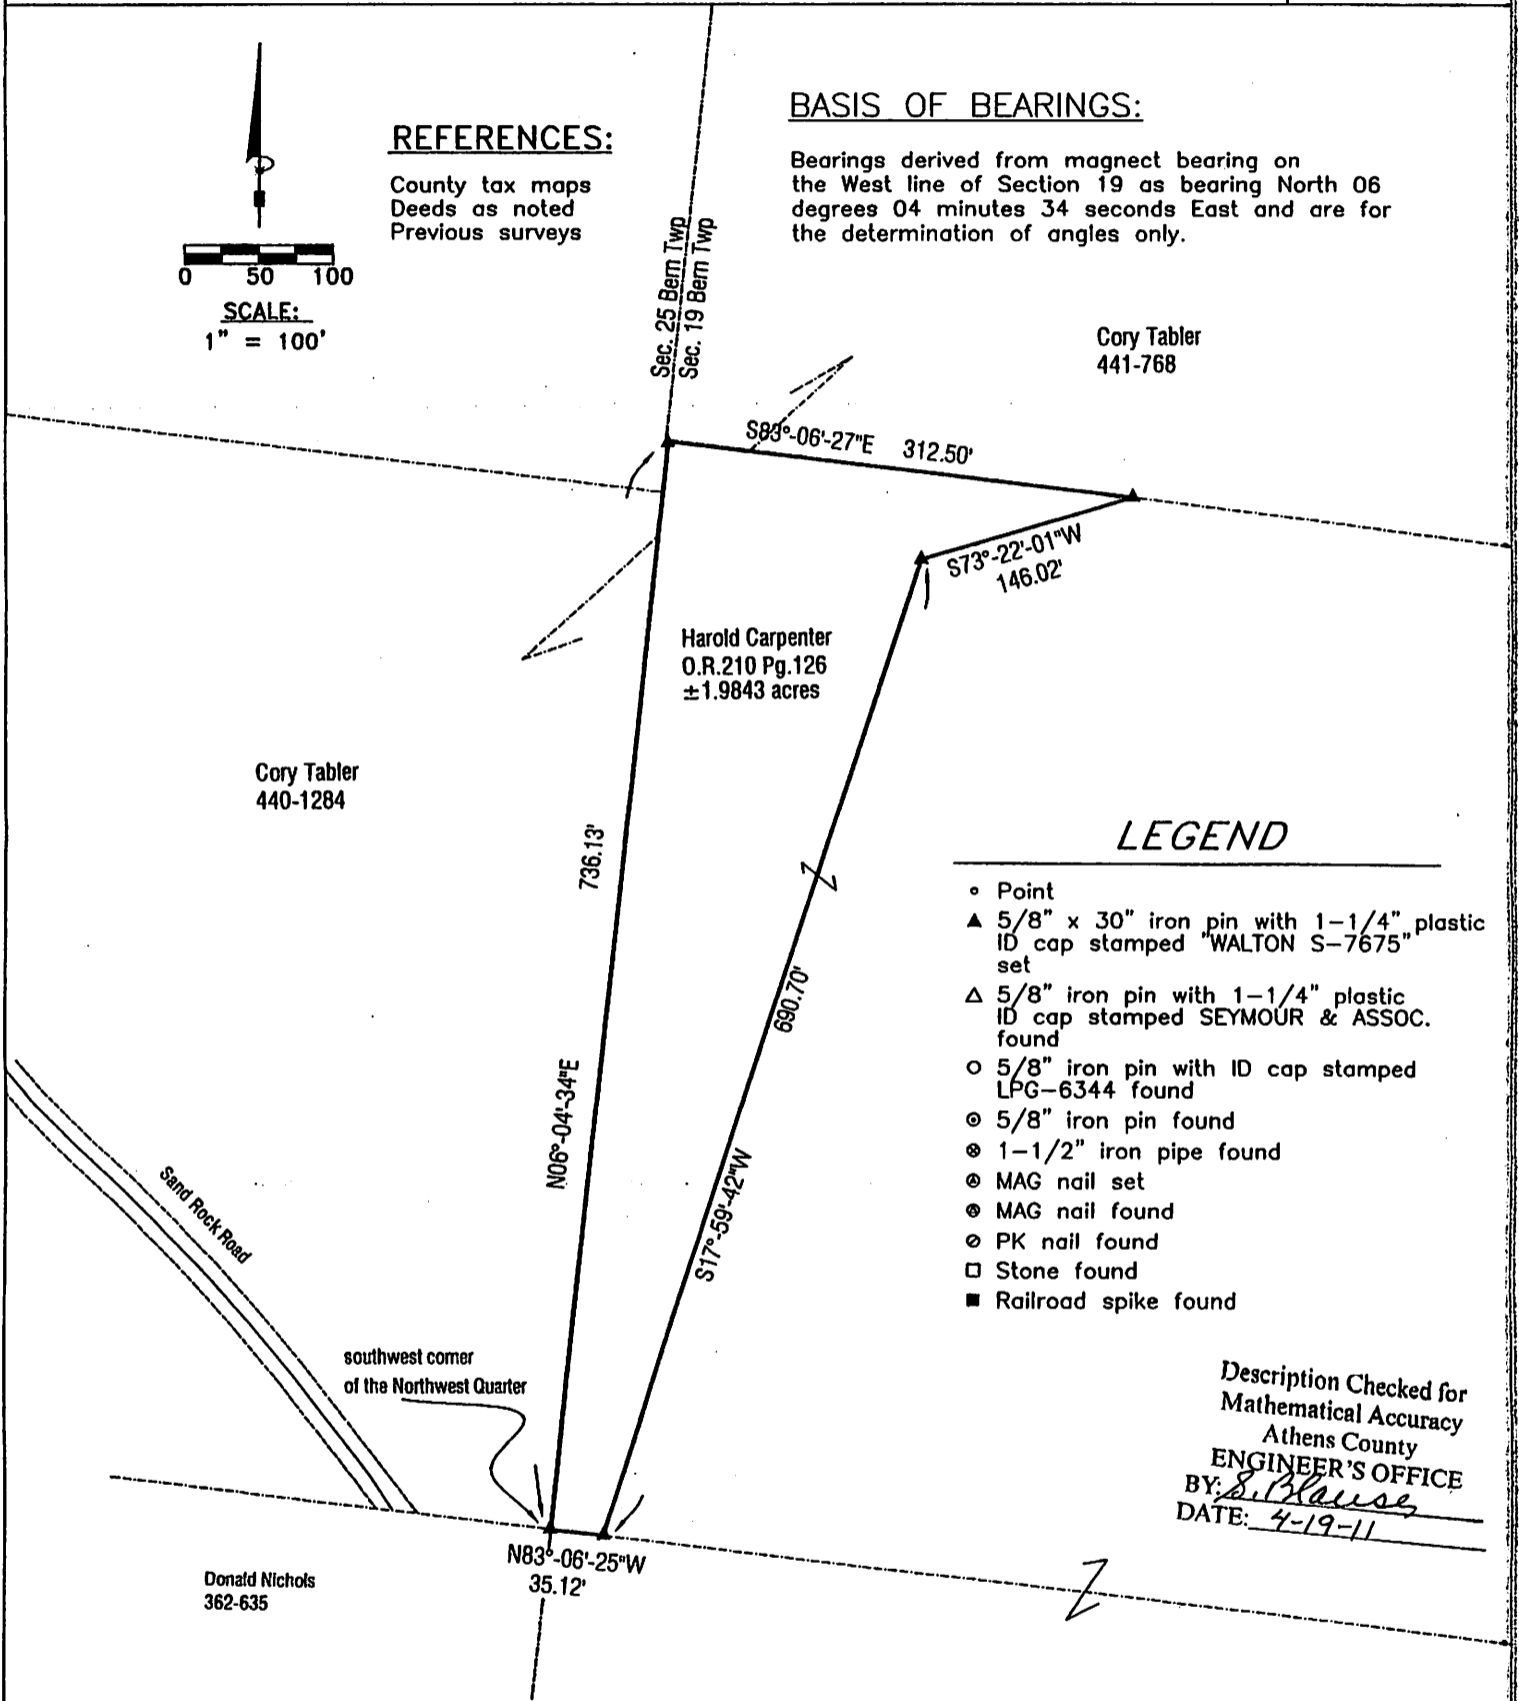 REFERENCES:
County tax maps
Deeds as noted
Previous surveys
BASIS OF BEARINGS:
Bearings derived from magnect bearing on
the West line of Section 19 as bearing North 06
degrees 04 minutes 34 seconds East and are for
the determination of angles only.
0 50 100
SCALE:
1" = 100'
Sec. 25 Bern Twp
Sec. 19 Bern Twp
Cory Tabler
441-768
S83°-06'-27"E 312.50'
S73°-22'-01"W
146.02'
Harold Carpenter
O.R.210 Pg.126
±1.9843 acres
Cory Tabler
440-1284
736.13'
N06°-04'-34"E
690.70'
S17°-59'-42"W
LEGEND
Point
5/8" x 30" iron pin with 1-1/4" plastic
ID cap stamped "WALTON S-7675"
set
5/8" iron pin with 1-1/4" plastic
ID cap stamped SEYMOUR & ASSOC.
found
5/8" iron pin with ID cap stamped
LPG-6344 found
5/8" iron pin found
1-1/2" iron pipe found
MAG nail set
MAG nail found
PK nail found
Stone found
Railroad spike found
Sand Rock Road
southwest corner
of the Northwest Quarter
N83°-06'-25"W
35.12'
Donald Nichols
362-635
Description Checked for
Mathematical Accuracy
Athens County
ENGINEER'S OFFICE
BY: S. Blauser
DATE: 4-19-11